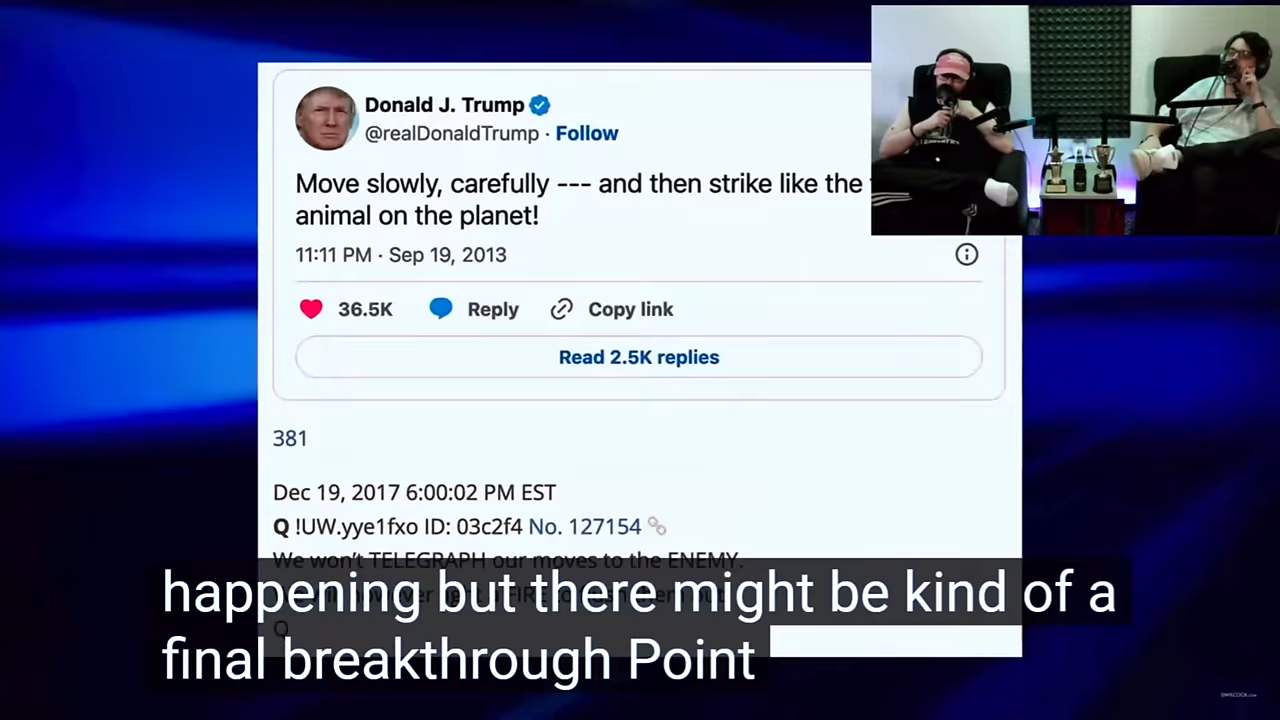 Donald J. Trump
@realDonaldTrump · Follow
Move slowly, carefully --- and then strike like the
animal on the planet!
11:11 PM · Sep 19, 2013
36.5K Reply Copy link
Read 2.5K replies
381
Dec 19, 2017 6:00:02 PM EST
Q !UW.yye1fxo ID: 03c2f4 No. 127154
We won't TELEGRAPH our moves to the ENEMY.
Q
happening but there might be kind of a
final breakthrough Point